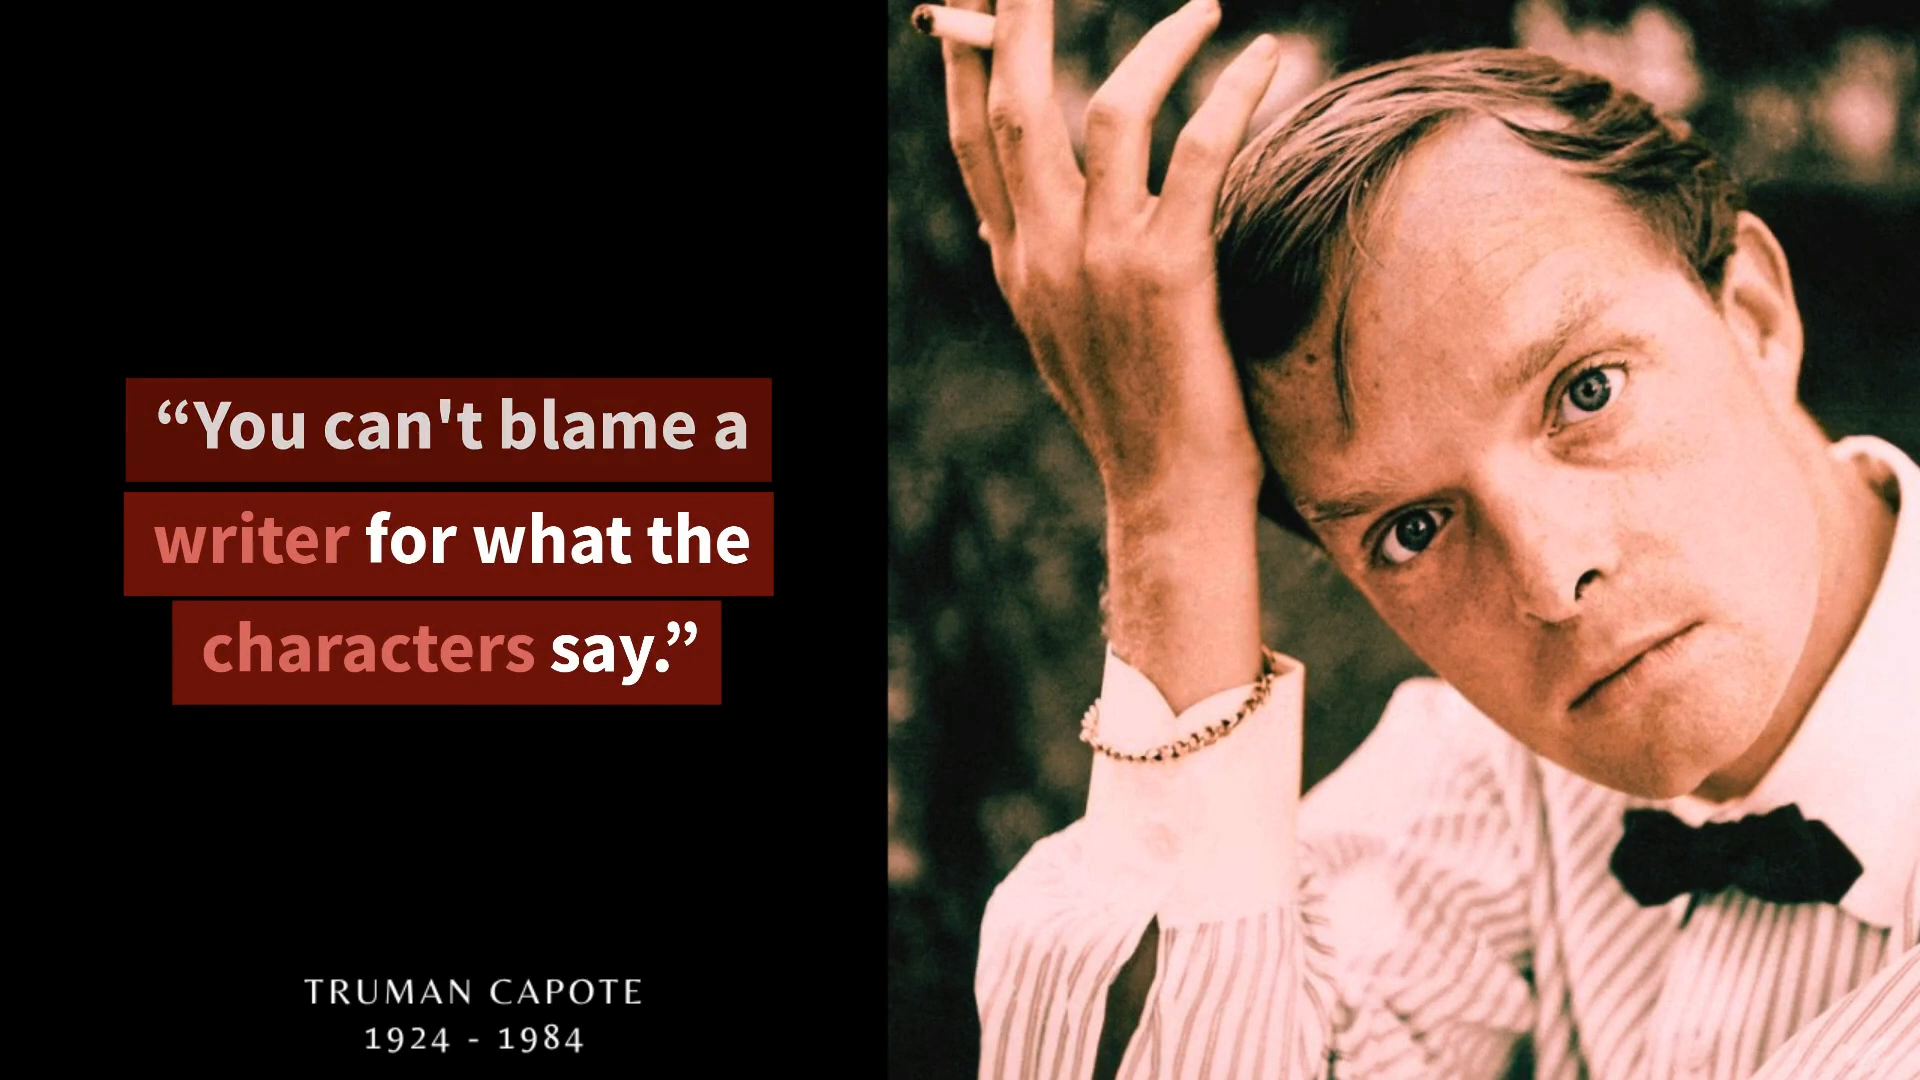 “You can't blame a
writer for what the
characters say.”
TRUMAN CAPOTE
1924 - 1984